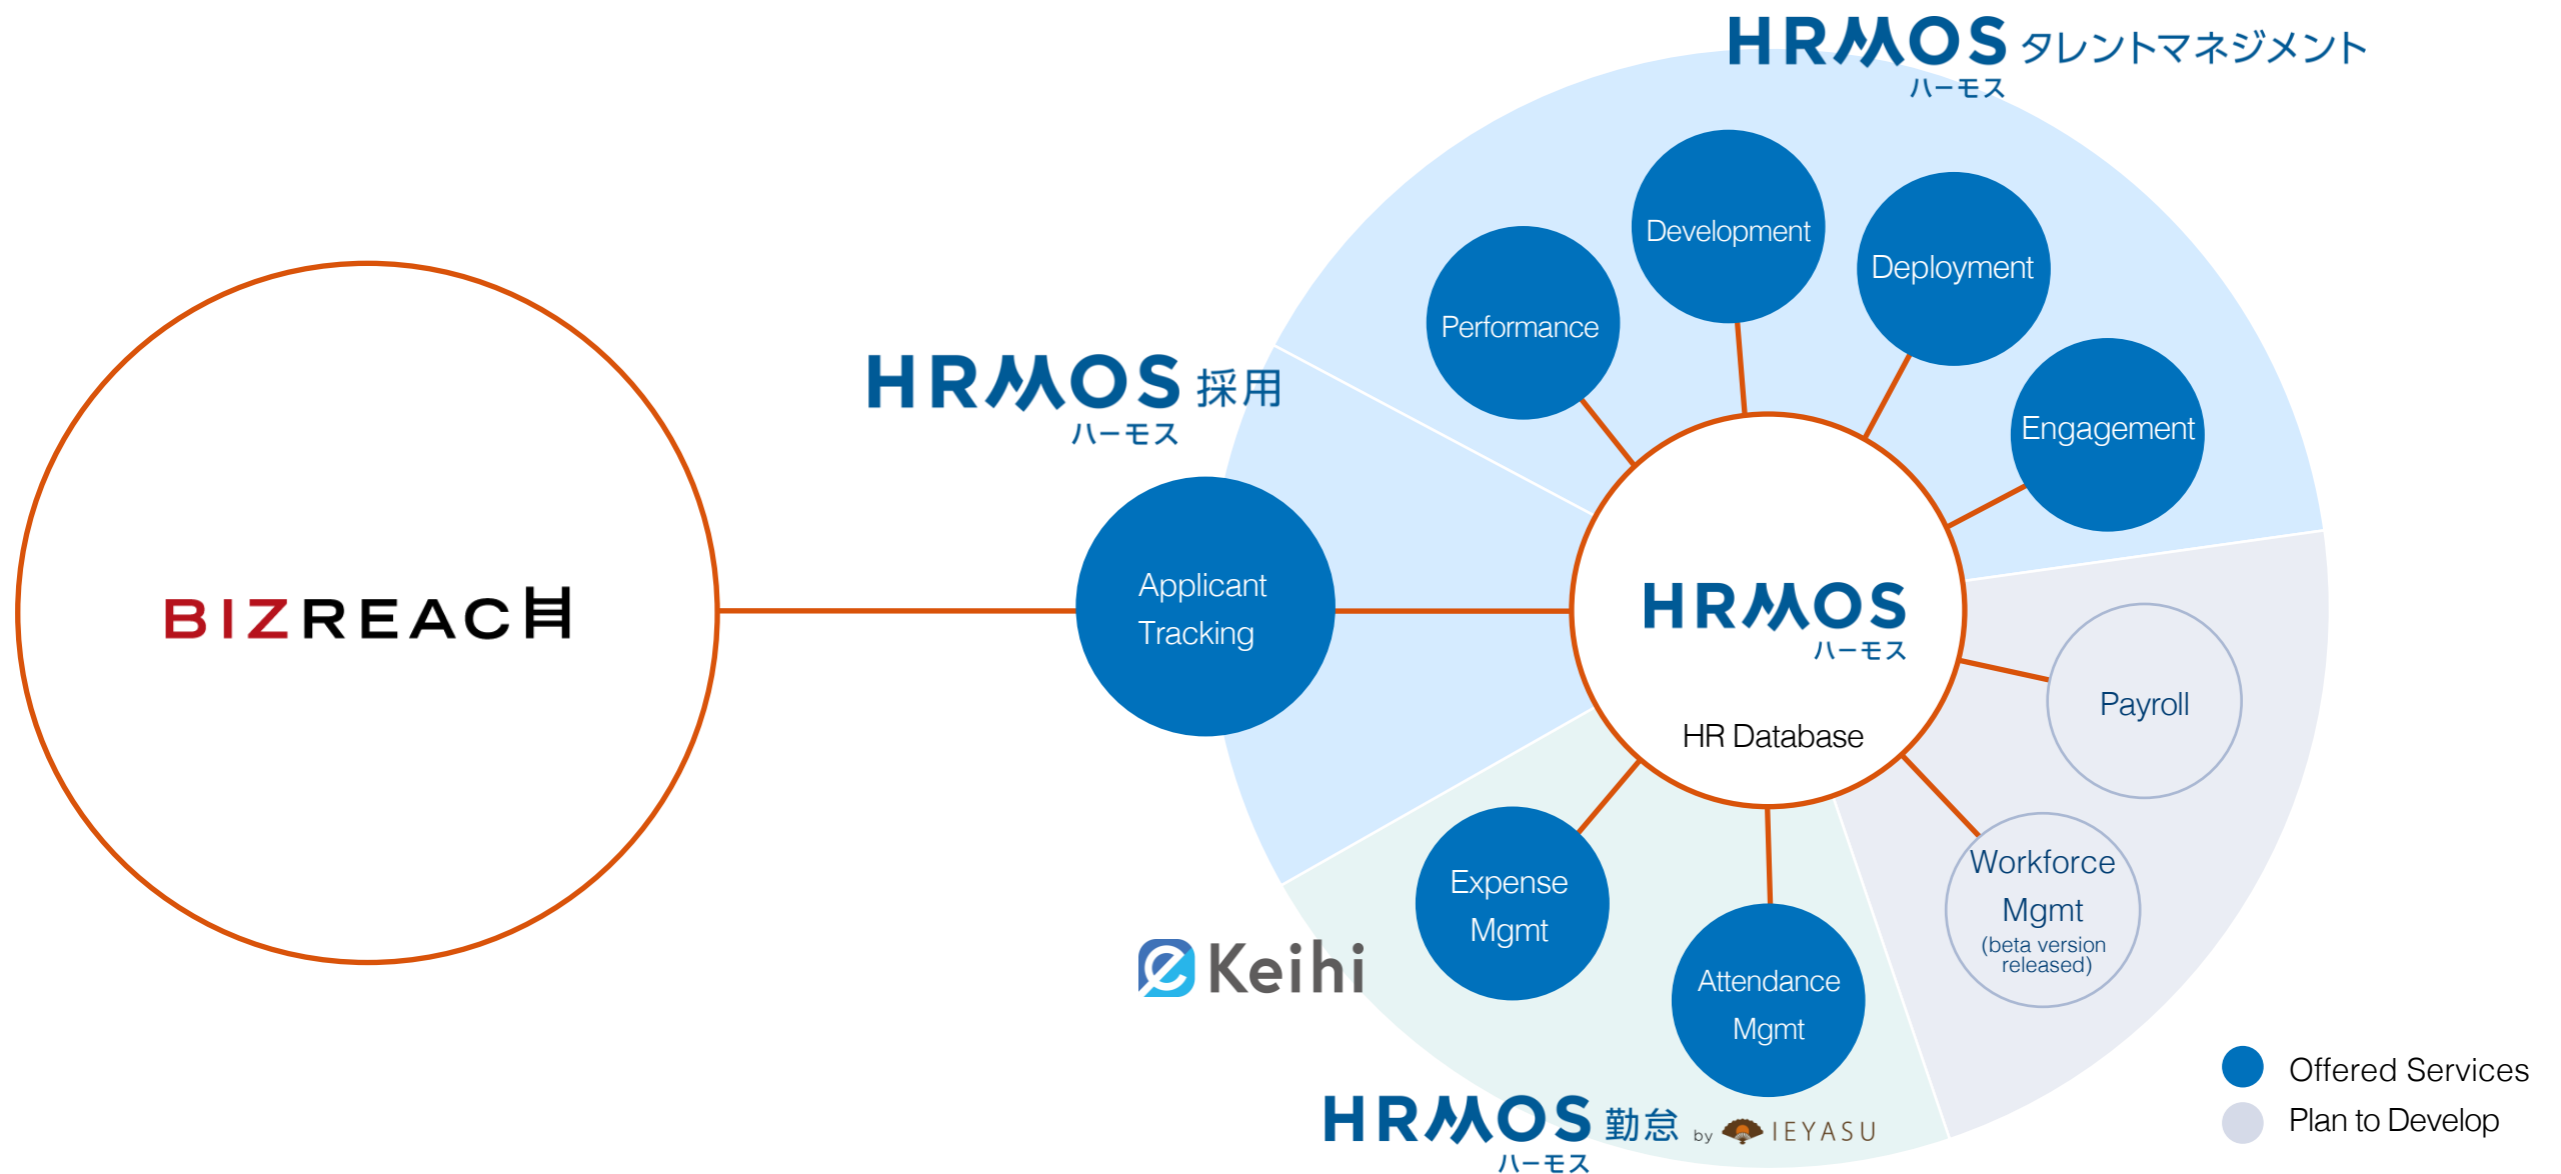 HRMOS タレントマネジメント
ハーモス
Development
Deployment
Performance
Engagement
HRMOS 採用
ハーモス
Applicant
Tracking
BIZREACH
HRMOS
ハーモス
HR Database
Payroll
Workforce
Mgmt
(beta version
released)
Expense
Mgmt
Keihi
Attendance
Mgmt
HRMOS 勤怠 by IEYASU
ハーモス
Offered Services
Plan to Develop